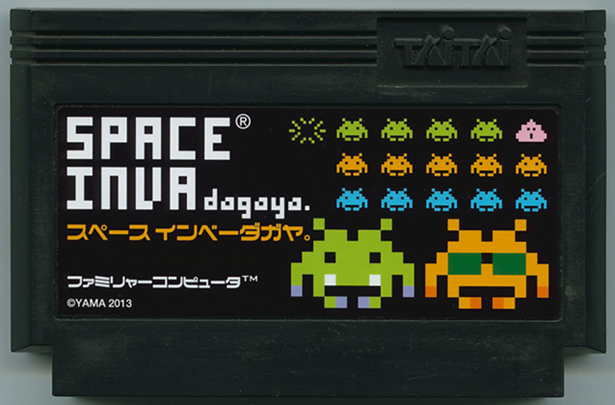 TAiTAi
SPACE®
INVA dagaya.
スペース インベーダガヤ。
ファミリャーコンピュータ™
©YAMA 2013